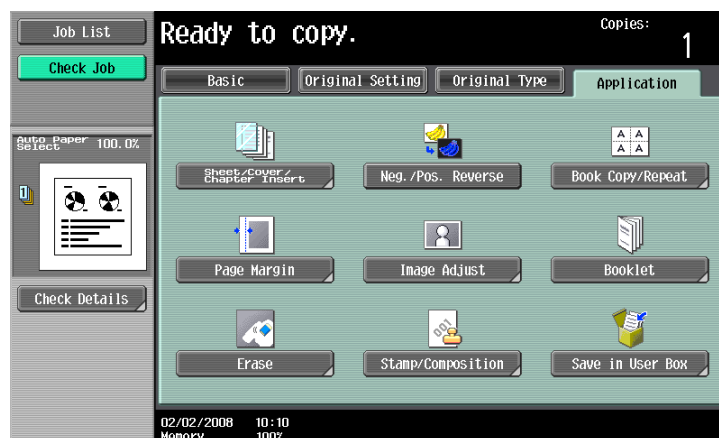 Job List
Check Job
Ready to copy.
Copies:
1
Basic
Original Setting
Original Type
Application
Auto Paper
Select
100.0%
1
Sheet/Cover/
Chapter Insert
Neg./Pos. Reverse
A A
A A
Book Copy/Repeat
Page Margin
Image Adjust
Booklet
Check Details
001
Erase
Stamp/Composition
Save in User Box
02/02/2008 10:10
Memory 100%